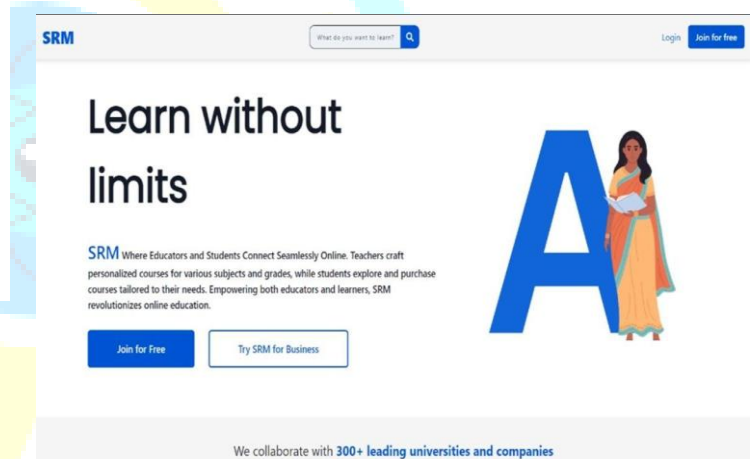 SRM
What do you want to learn?
Login
Join for free
Learn without
limits
SRM Where Educators and Students Connect Seamlessly Online. Teachers craft
personalized courses for various subjects and grades, while students explore and purchase
courses tailored to their needs. Empowering both educators and learners, SRM
revolutionizes online education.
Join for Free
Try SRM for Business
A
We collaborate with 300+ leading universities and companies